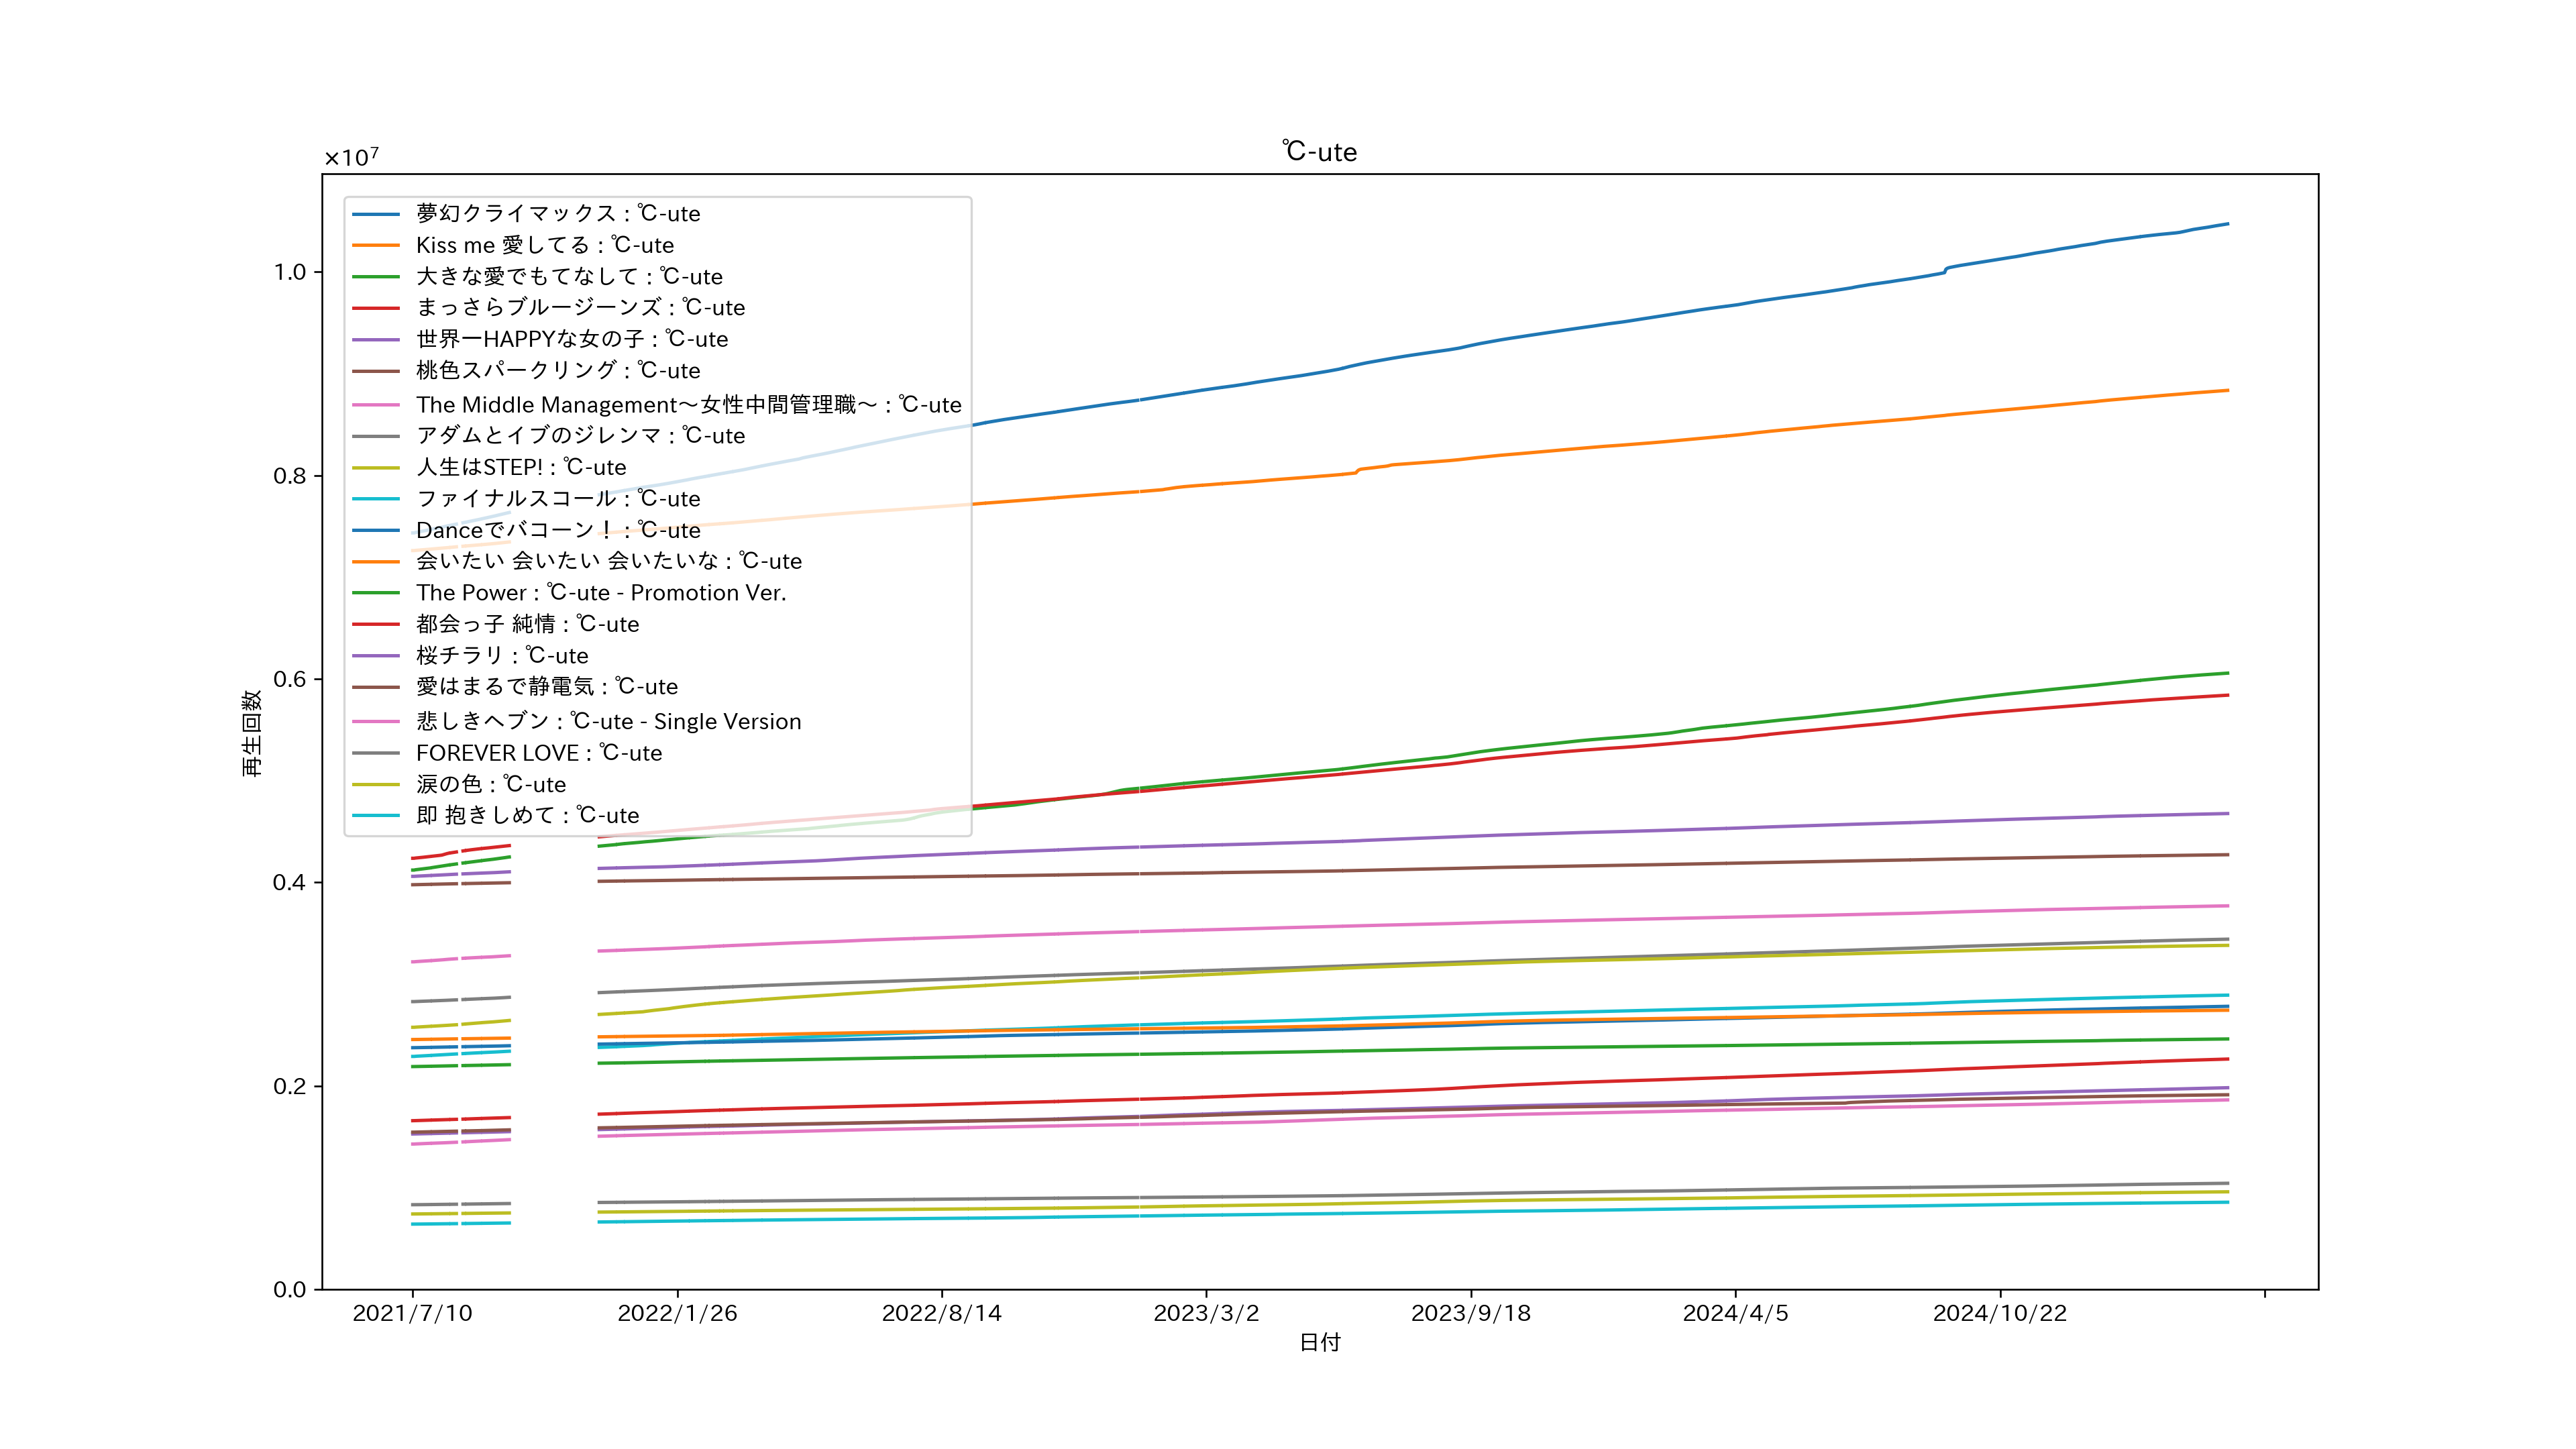 ℃-ute
×10⁷
夢幻クライマックス : ℃-ute
Kiss me 愛してる : ℃-ute
大きな愛でもてなして : ℃-ute
まっさらブルージーンズ : ℃-ute
世界一HAPPYな女の子 : ℃-ute
桃色スパークリング : ℃-ute
The Middle Management〜女性中間管理職〜 : ℃-ute
アダムとイブのジレンマ : ℃-ute
人生はSTEP! : ℃-ute
ファイナルスコール : ℃-ute
Danceでバコーン！ : ℃-ute
会いたい 会いたい 会いたいな : ℃-ute
The Power : ℃-ute - Promotion Ver.
都会っ子 純情 : ℃-ute
桜チラリ : ℃-ute
愛はまるで静電気 : ℃-ute
悲しきヘブン : ℃-ute - Single Version
FOREVER LOVE : ℃-ute
涙の色 : ℃-ute
即 抱きしめて : ℃-ute
1.0
0.8
0.6
0.4
0.2
0.0
再生回数
2021/7/10 2022/1/26 2022/8/14 2023/3/2 2023/9/18 2024/4/5 2024/10/22
日付